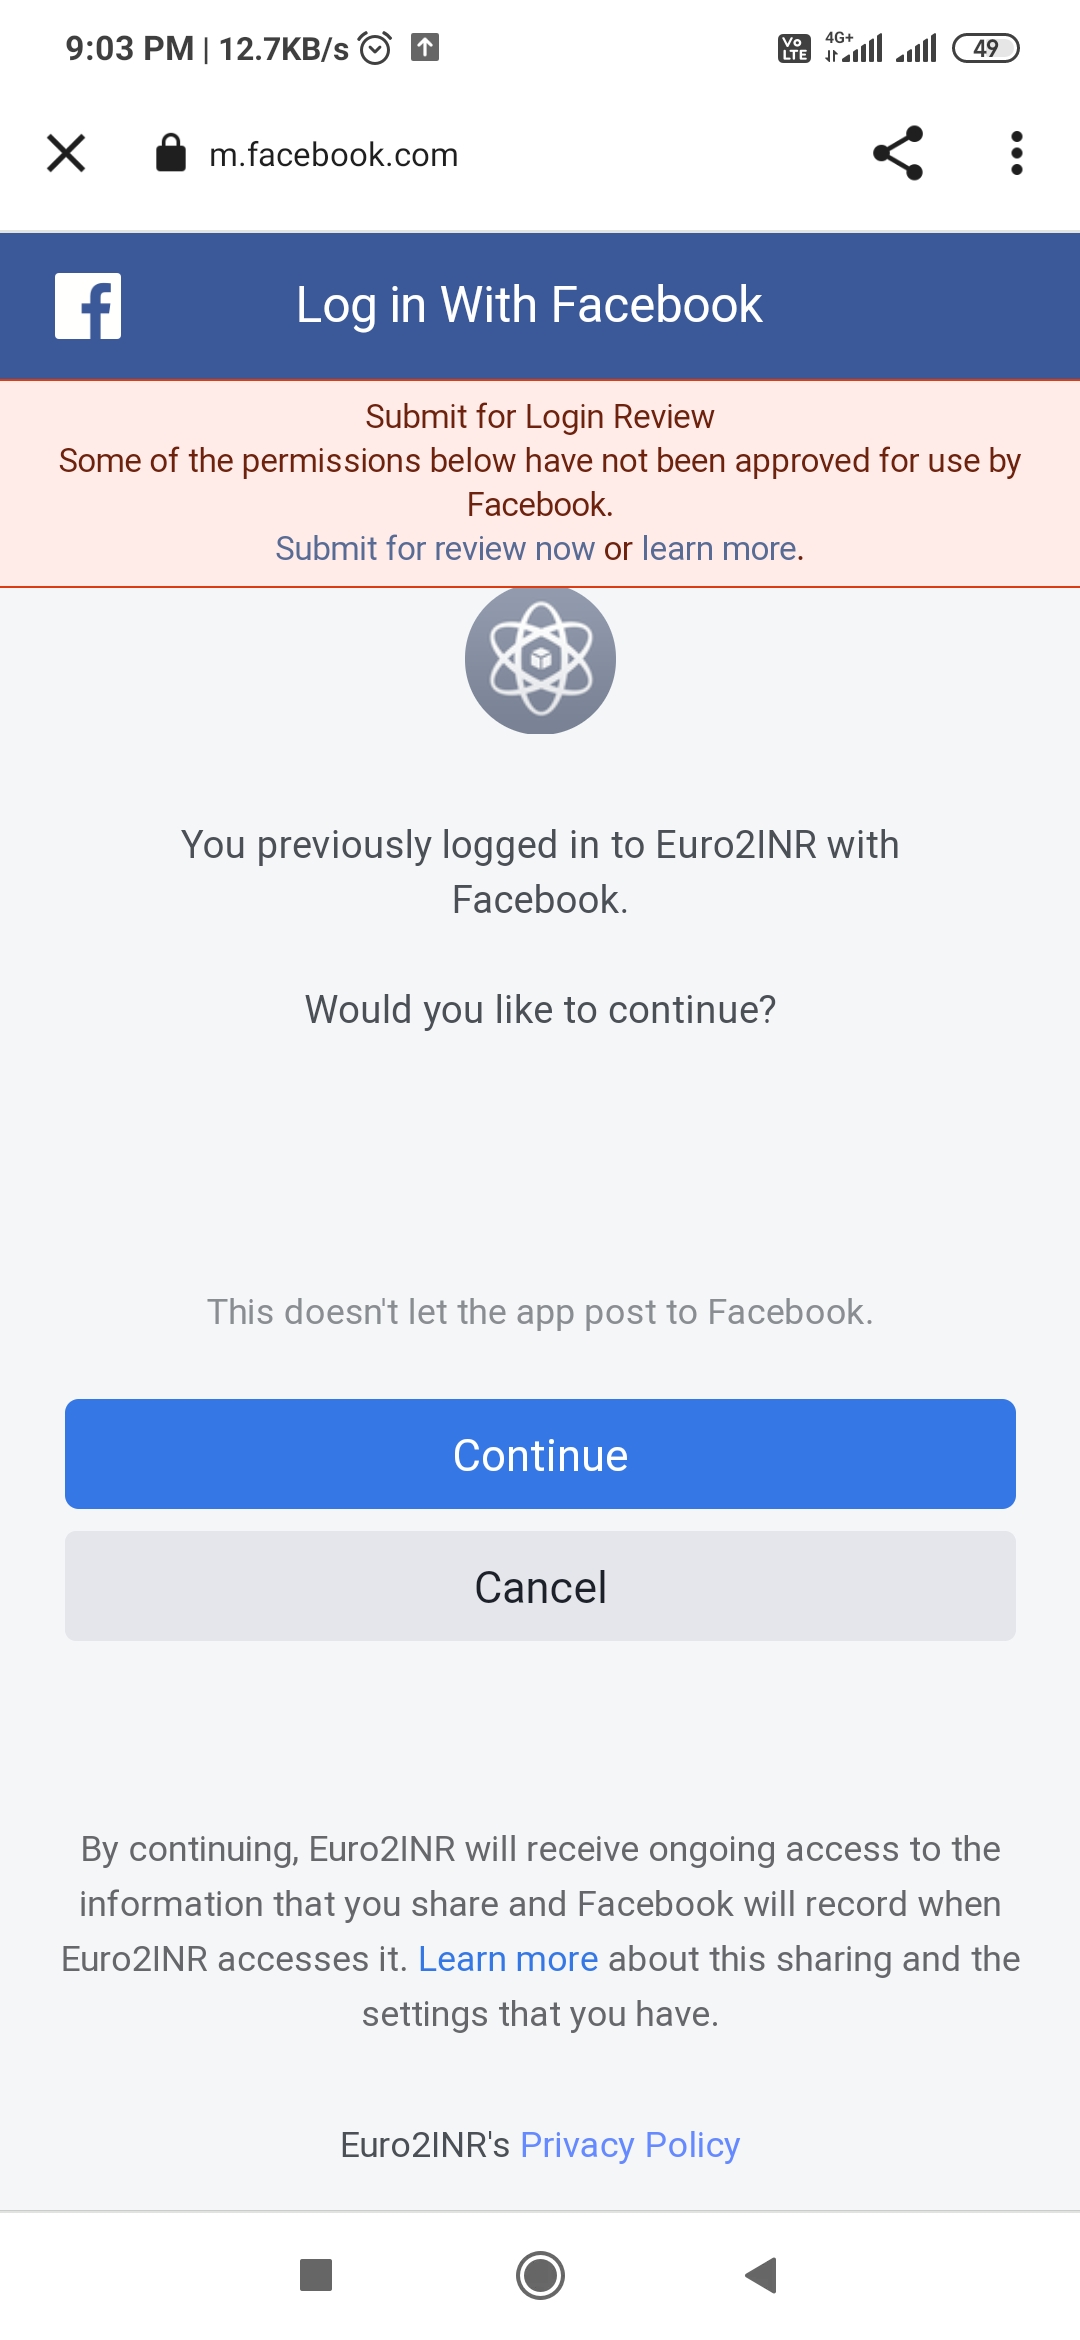 9:03 PM | 12.7KB/s
Vo LTE 4G+ 49
m.facebook.com
Log in With Facebook
Submit for Login Review
Some of the permissions below have not been approved for use by
Facebook.
Submit for review now or learn more.
You previously logged in to Euro2INR with
Facebook.
Would you like to continue?
This doesn't let the app post to Facebook.
Continue
Cancel
By continuing, Euro2INR will receive ongoing access to the
information that you share and Facebook will record when
Euro2INR accesses it. Learn more about this sharing and the
settings that you have.
Euro2INR's Privacy Policy